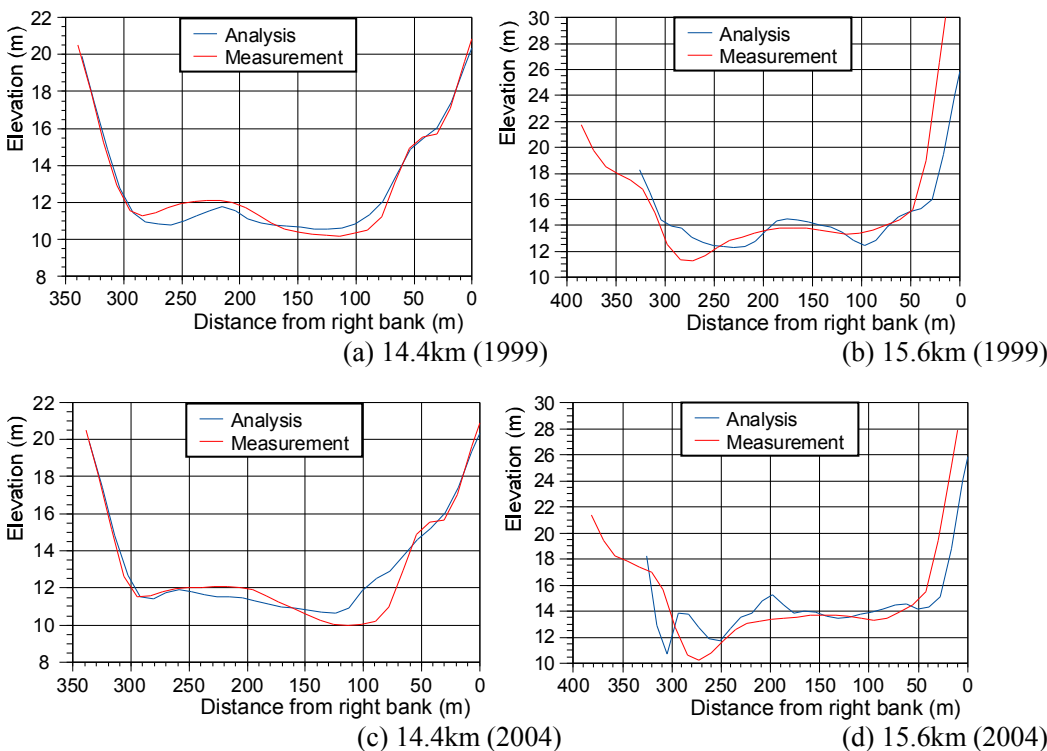 Elevation (m)
22
20
18
16
14
12
10
8
Analysis
Measurement
350 300 250 200 150 100 50 0
Distance from right bank (m)
(a) 14.4km (1999)
Elevation (m)
30
28
26
24
22
20
18
16
14
12
10
Analysis
Measurement
400 350 300 250 200 150 100 50 0
Distance from right bank (m)
(b) 15.6km (1999)
Elevation (m)
22
20
18
16
14
12
10
8
Analysis
Measurement
350 300 250 200 150 100 50 0
Distance from right bank (m)
(c) 14.4km (2004)
Elevation (m)
30
28
26
24
22
20
18
16
14
12
10
Analysis
Measurement
400 350 300 250 200 150 100 50 0
Distance from right bank (m)
(d) 15.6km (2004)